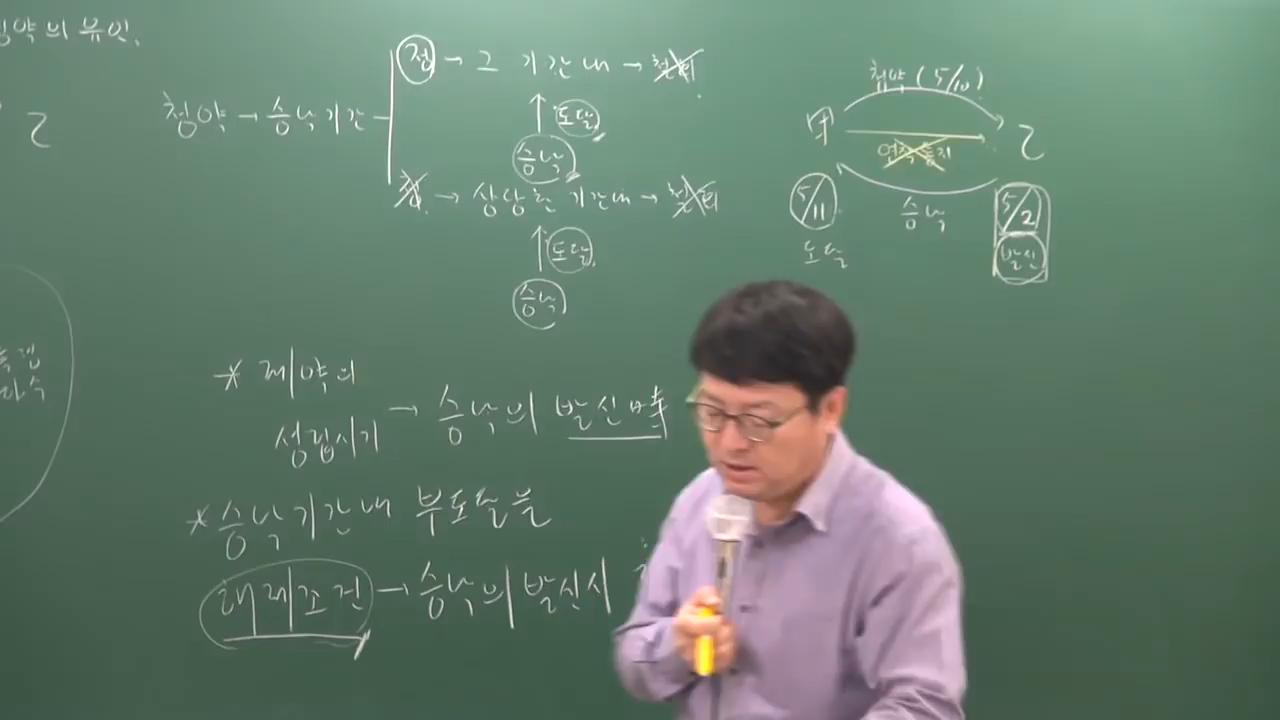 청약의 유인.
乙
청약 → 승낙기간
정 → 그 기간 내 → 철회
도달
승낙
정 → 상당한 기간내 → 철회
도달
승낙
청약 (5/10)
甲
乙
연착통지
승낙
5/11
도달
5/2
발신
* 계약의
성립시기 → 승낙의 발신때
* 승낙기간내 부도달을
해제조건 → 승낙의 발신시